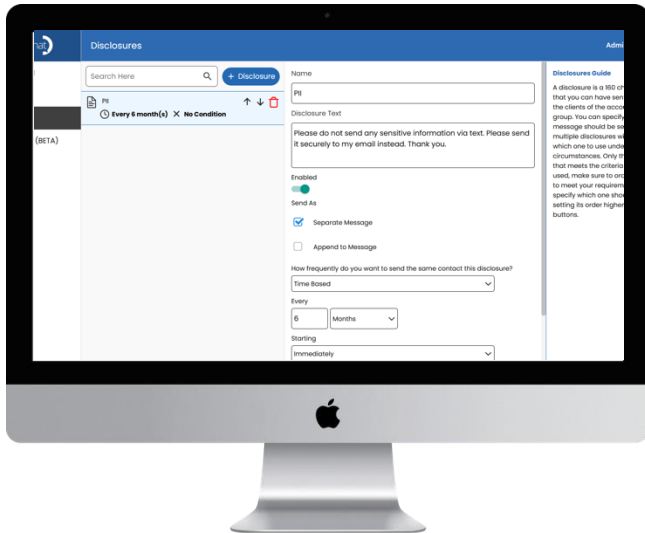 hat
Disclosures
Admi
(BETA)
Search Here
+ Disclosure
PII
Every 6 month(s) X No Condition
Name
PII
Disclosure Text
Please do not send any sensitive information via text. Please send
it securely to my email instead. Thank you.
Enabled
Send As
Separate Message
Append to Message
How frequently do you want to send the same contact this disclosure?
Time Based
Every
6
Months
Starting
Immediately
Disclosures Guide
A disclosure is a 160 ch
that you can have sen
the clients of the accou
group. You can specify
message should be se
multiple disclosures wi
which one to use unde
circumstances. Only th
that meets the criteria
used, make sure to ord
to meet your requirem
specify which one shou
setting its order higher
buttons.